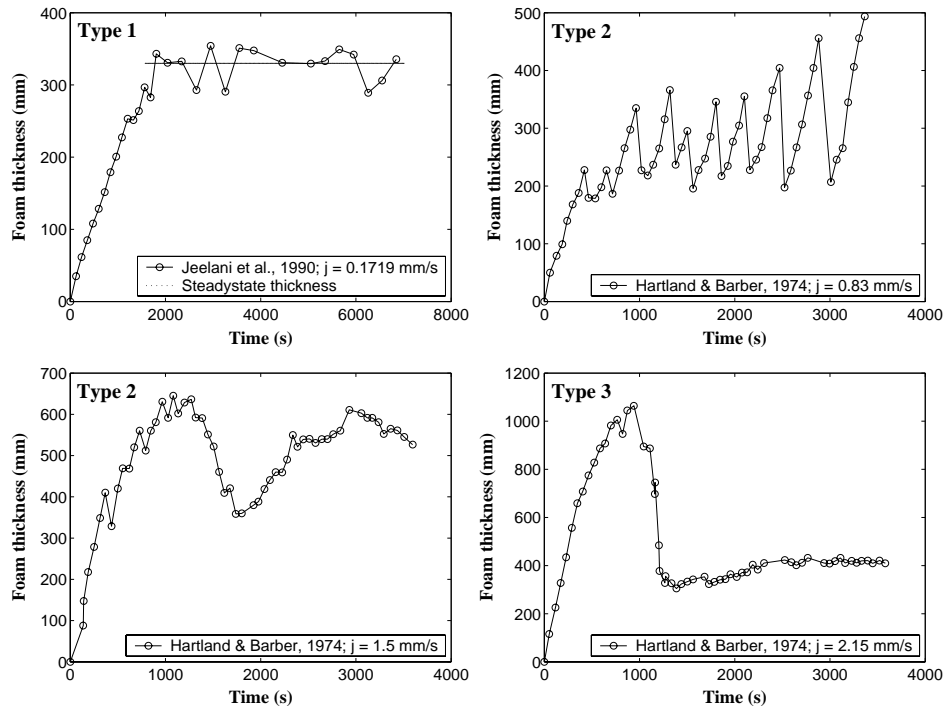 Type 1
Foam thickness (mm)
400
300
200
100
0
0 2000 4000 6000 8000
Time (s)
Jeelani et al., 1990; j = 0.1719 mm/s
Steadystate thickness
Type 2
Foam thickness (mm)
500
400
300
200
100
0
0 1000 2000 3000 4000
Time (s)
Hartland & Barber, 1974; j = 0.83 mm/s
Type 2
Foam thickness (mm)
700
600
500
400
300
200
100
0
0 1000 2000 3000 4000
Time (s)
Hartland & Barber, 1974; j = 1.5 mm/s
Type 3
Foam thickness (mm)
1200
1000
800
600
400
200
0
0 1000 2000 3000 4000
Time (s)
Hartland & Barber, 1974; j = 2.15 mm/s